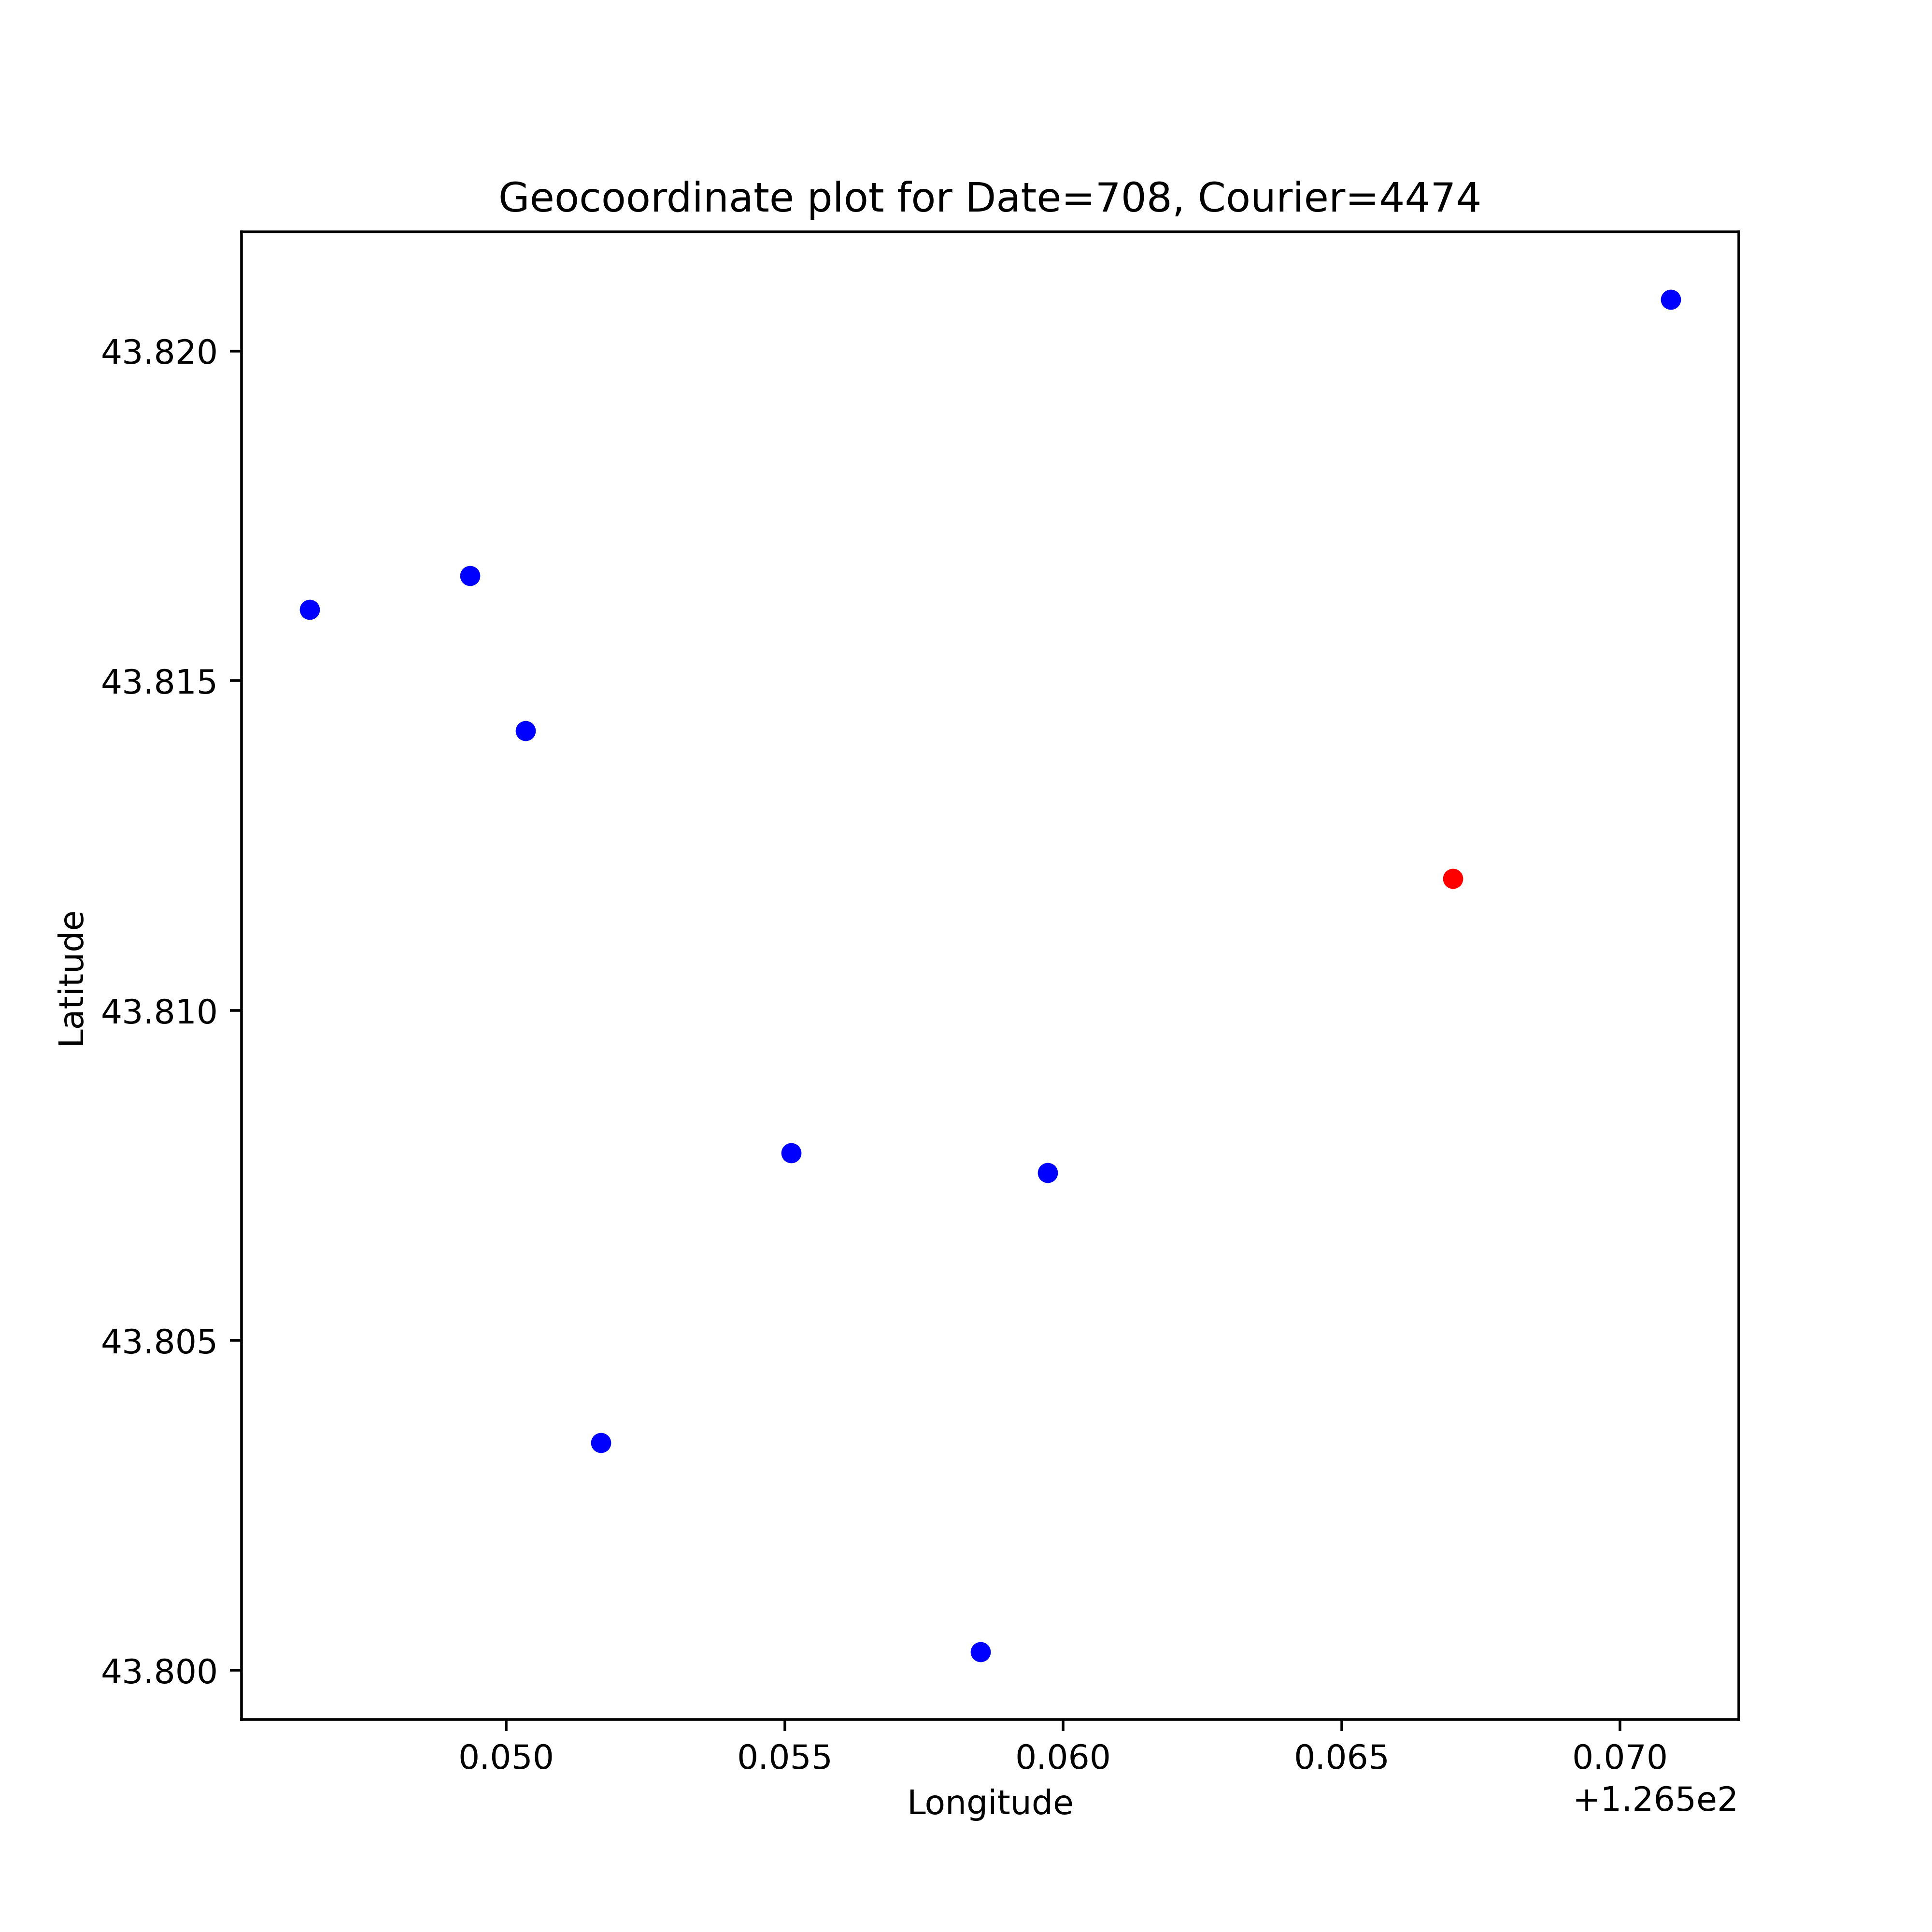 Geocoordinate plot for Date=708, Courier=4474
Latitude
43.820
43.815
43.810
43.805
43.800
0.050 0.055 0.060 0.065 0.070
Longitude
+1.265e2